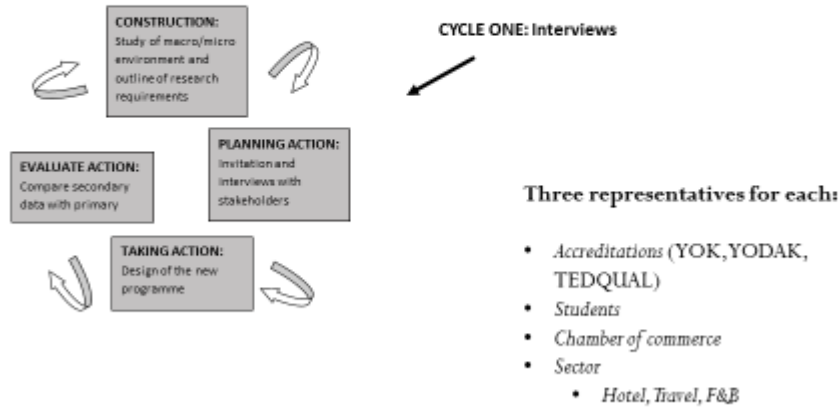 CONSTRUCTION:
Study of macro/micro
environment and
outline of research
requirements
CYCLE ONE: Interviews
PLANNING ACTION:
Invitation and
interviews with
stakeholders
EVALUATE ACTION:
Compare secondary
data with primary
TAKING ACTION:
Design of the new
programme
Three representatives for each:
• Accreditations (YOK,YODAK,
TEDQUAL)
• Students
• Chamber of commerce
• Sector
• Hotel, Travel, F&B